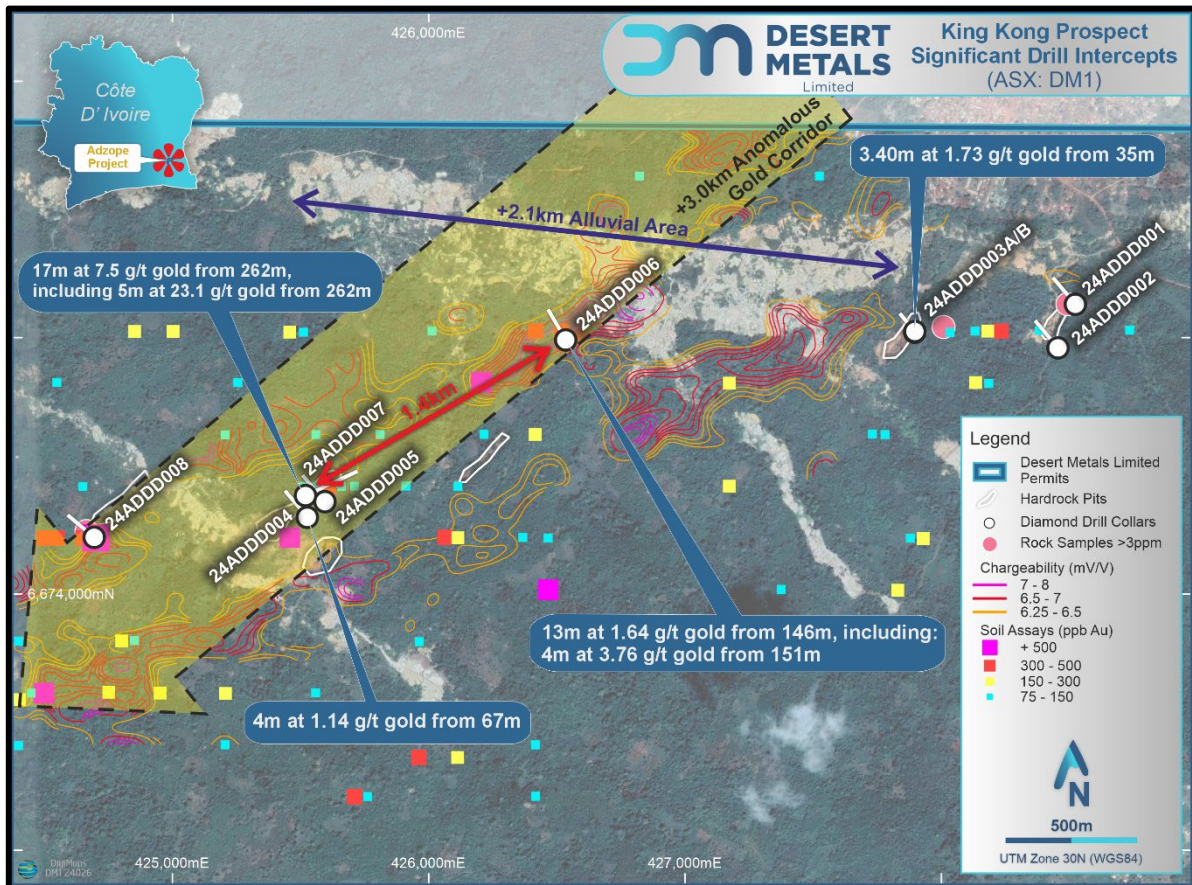 426,000mE
DM DESERT
METALS
Limited
King Kong Prospect
Significant Drill Intercepts
(ASX: DM1)
Côte
D' Ivoire
Adzope
Project
+3.0km Anomalous
Gold Corridor
3.40m at 1.73 g/t gold from 35m
+2.1km Alluvial Area
17m at 7.5 g/t gold from 262m,
including 5m at 23.1 g/t gold from 262m
24ADDD006
24ADDD003A/B
24ADDD001
24ADDD002
1.4km
24ADDD007
24ADDD005
24ADDD008
24ADDD004
6,674,000mN
13m at 1.64 g/t gold from 146m, including:
4m at 3.76 g/t gold from 151m
4m at 1.14 g/t gold from 67m
Legend
Desert Metals Limited
Permits
Hardrock Pits
Diamond Drill Collars
Rock Samples >3ppm
Chargeability (mV/V)
7 - 8
6.5 - 7
6.25 - 6.5
Soil Assays (ppb Au)
+ 500
300 - 500
150 - 300
75 - 150
N
500m
UTM Zone 30N (WGS84)
DigiMaps
DM1 24026
425,000mE
426,000mE
427,000mE